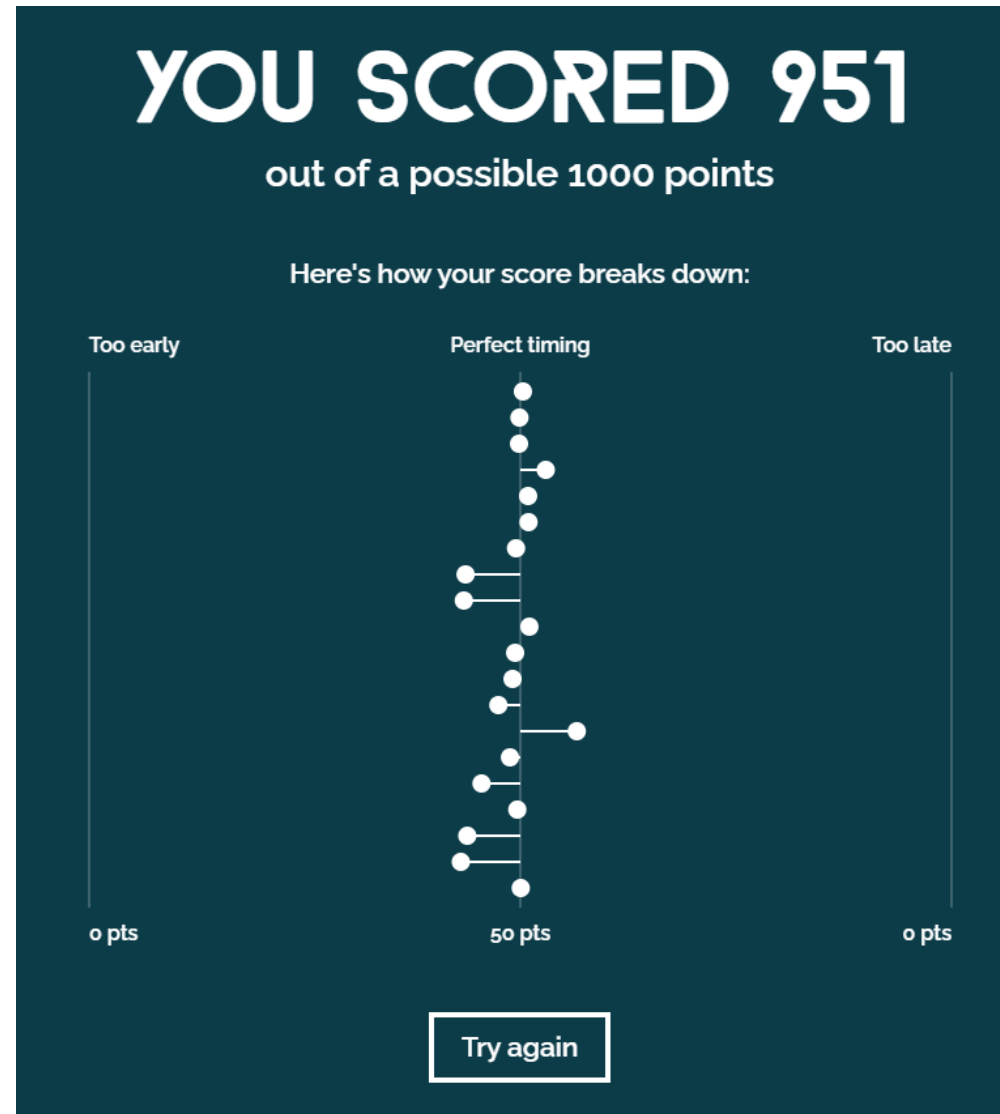 YOU SCORED 951
out of a possible 1000 points
Here's how your score breaks down:
Too early Perfect timing Too late
0 pts 50 pts 0 pts
Try again